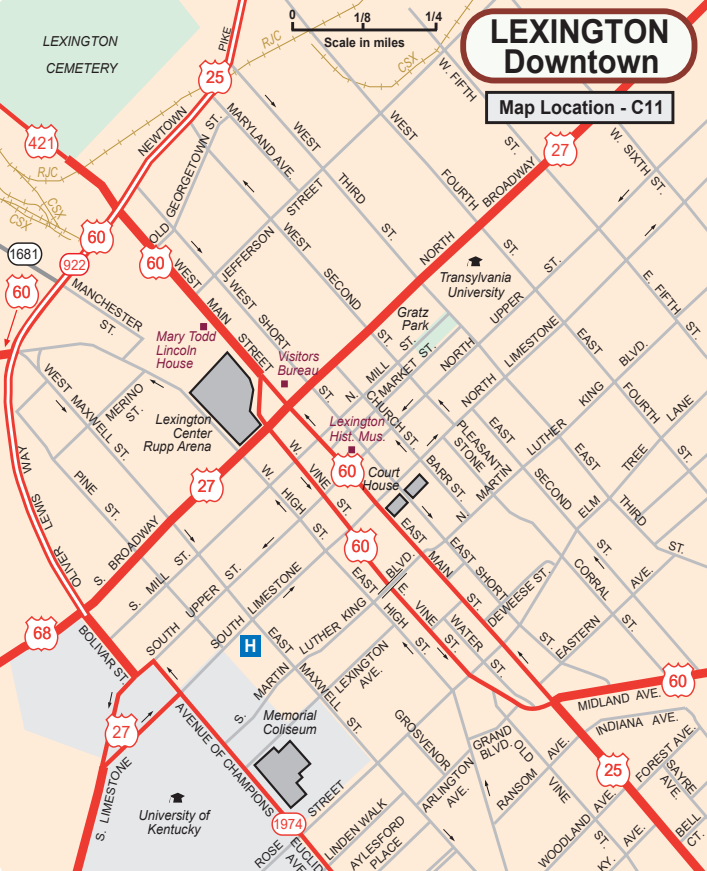 LEXINGTON
Downtown
Map Location - C11
0
1/8
1/4
Scale in miles
LEXINGTON
CEMETERY
RJC
CSX
PIKE
25
NEWTOWN
421
RJC
CSX
CSX
1681
60
922
60
60
OLD GEORGETOWN ST.
MARYLAND AVE.
WEST THIRD ST.
WEST FOURTH ST.
W. FIFTH ST.
W. SIXTH ST.
27
NORTH BROADWAY
JEFFERSON STREET
WEST SECOND ST.
WEST SHORT ST.
WEST MAIN STREET
MANCHESTER ST.
Transylvania
University
Gratz
Park
Mary Todd
Lincoln
House
Visitors
Bureau
Lexington
Center
Rupp Arena
Lexington
Hist. Mus.
Court
House
N. MILL ST.
MARKET ST.
CHURCH ST.
NORTH UPPER ST.
NORTH LIMESTONE
E. FIFTH ST.
EAST FOURTH ST.
EAST THIRD ST.
EAST SECOND ST.
N. MARTIN LUTHER KING BLVD.
PLEASANT
STONE
BARR ST.
ELM TREE LANE
WEST MAXWELL ST.
MERINO ST.
PINE ST.
OLIVER LEWIS WAY
27
S. BROADWAY
W. HIGH ST.
W. VINE ST.
60
60
S. MILL ST.
SOUTH UPPER ST.
SOUTH LIMESTONE
68
BOLIVAR ST.
H
S. MARTIN LUTHER KING BLVD.
EAST HIGH ST.
E. VINE ST.
EAST MAIN ST.
EAST SHORT ST.
WATER ST.
DEWEESE ST.
CORRAL ST.
EASTERN AVE.
EAST MAXWELL ST.
LEXINGTON AVE.
60
MIDLAND AVE.
INDIANA AVE.
FOREST AVE.
SAYRE AVE.
BELL CT.
25
27
S. LIMESTONE
AVENUE OF CHAMPIONS
Memorial
Coliseum
1974
University of
Kentucky
ROSE STREET
EUCLID AVE.
LINDEN WALK
AYLESFORD
PLACE
GROSVENOR
ARLINGTON
AVE.
GRAND
BLVD.
RANSOM AVE.
OLD VINE ST.
WOODLAND AVE.
KY. AVE.